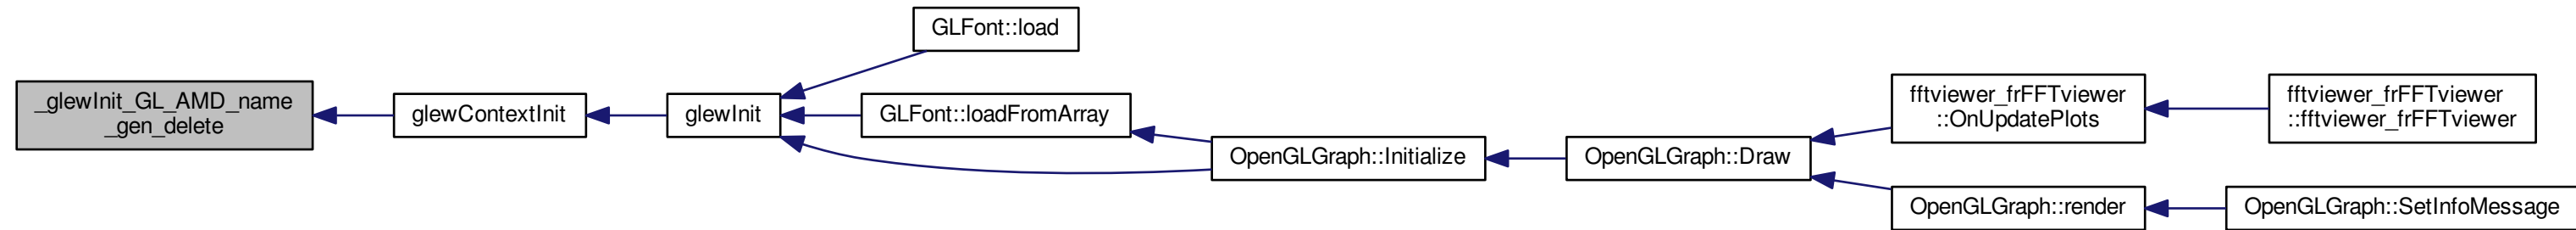 GLFont::load
_glewInit_GL_AMD_name
_gen_delete
glewContextInit
glewInit
GLFont::loadFromArray
OpenGLGraph::Initialize
OpenGLGraph::Draw
fftviewer_frFFTviewer
::OnUpdatePlots
fftviewer_frFFTviewer
::fftviewer_frFFTviewer
OpenGLGraph::render
OpenGLGraph::SetInfoMessage